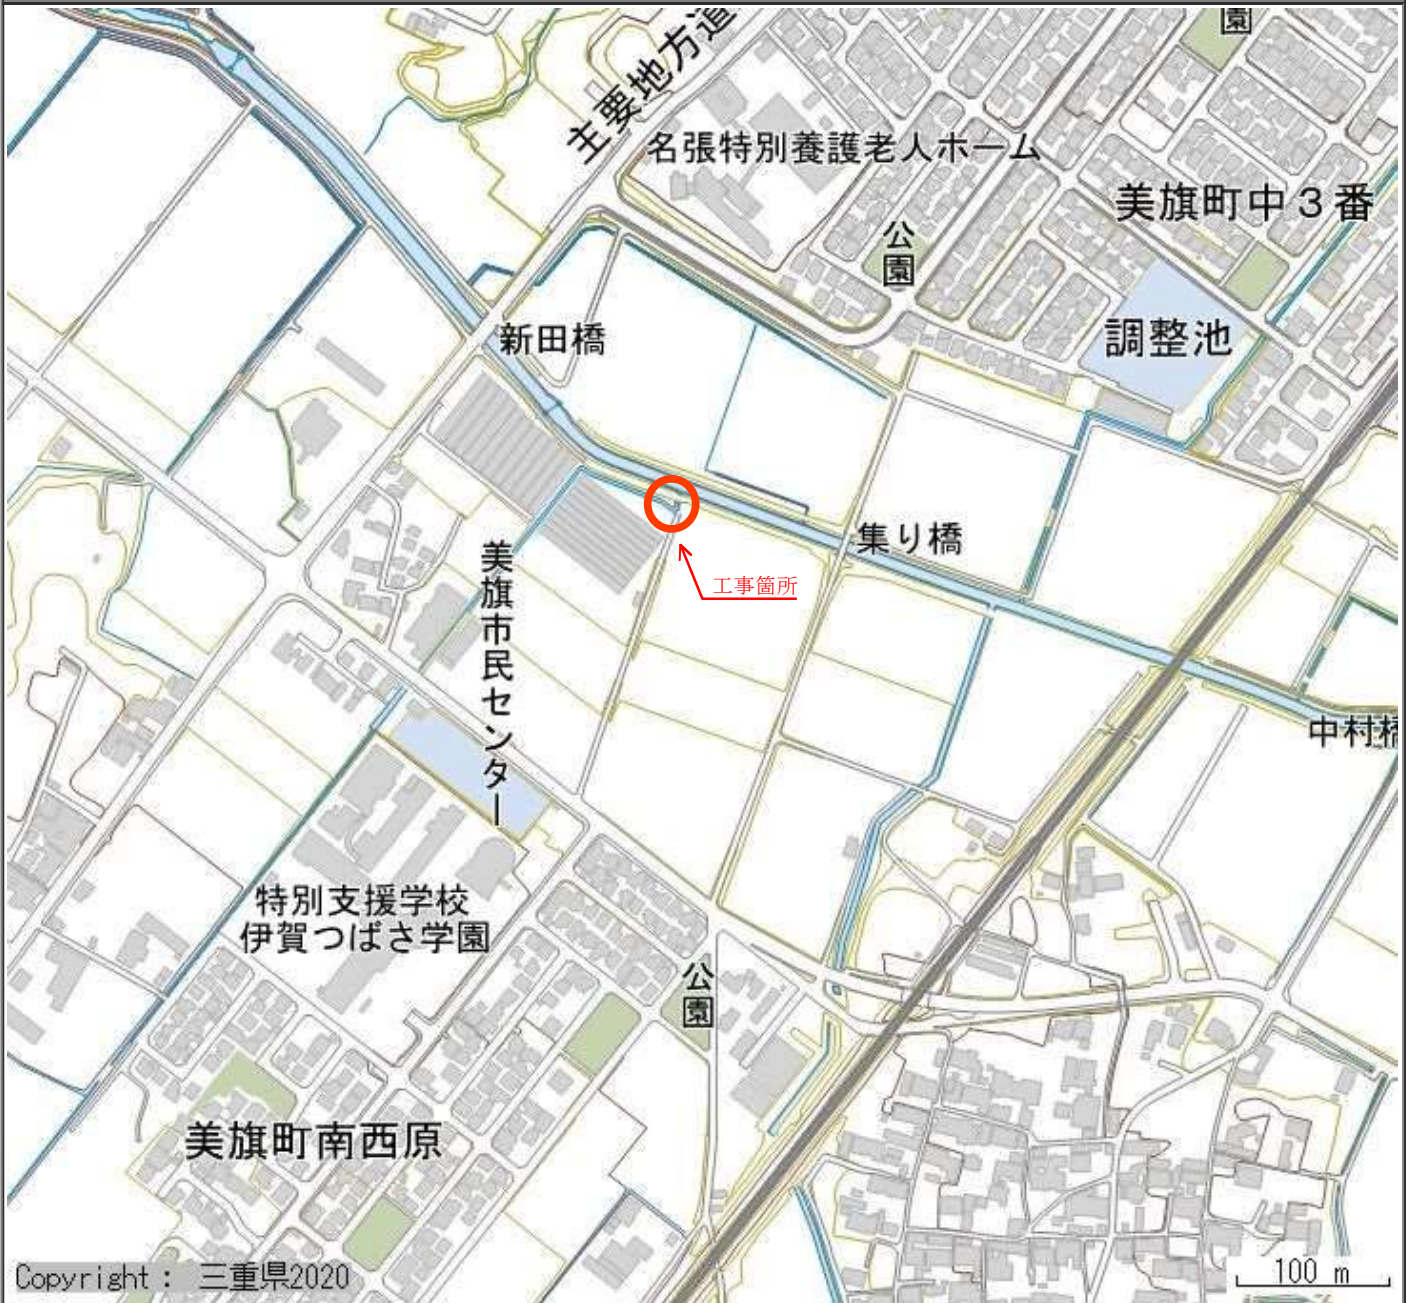 園
主要地方道
名張特別養護老人ホーム
美旗町中3番
公園
調整池
新田橋
集り橋
工事箇所
美旗市民センター
中村橋
特別支援学校
伊賀つばさ学園
公園
美旗町南西原
Copyright : 三重県2020
100 m